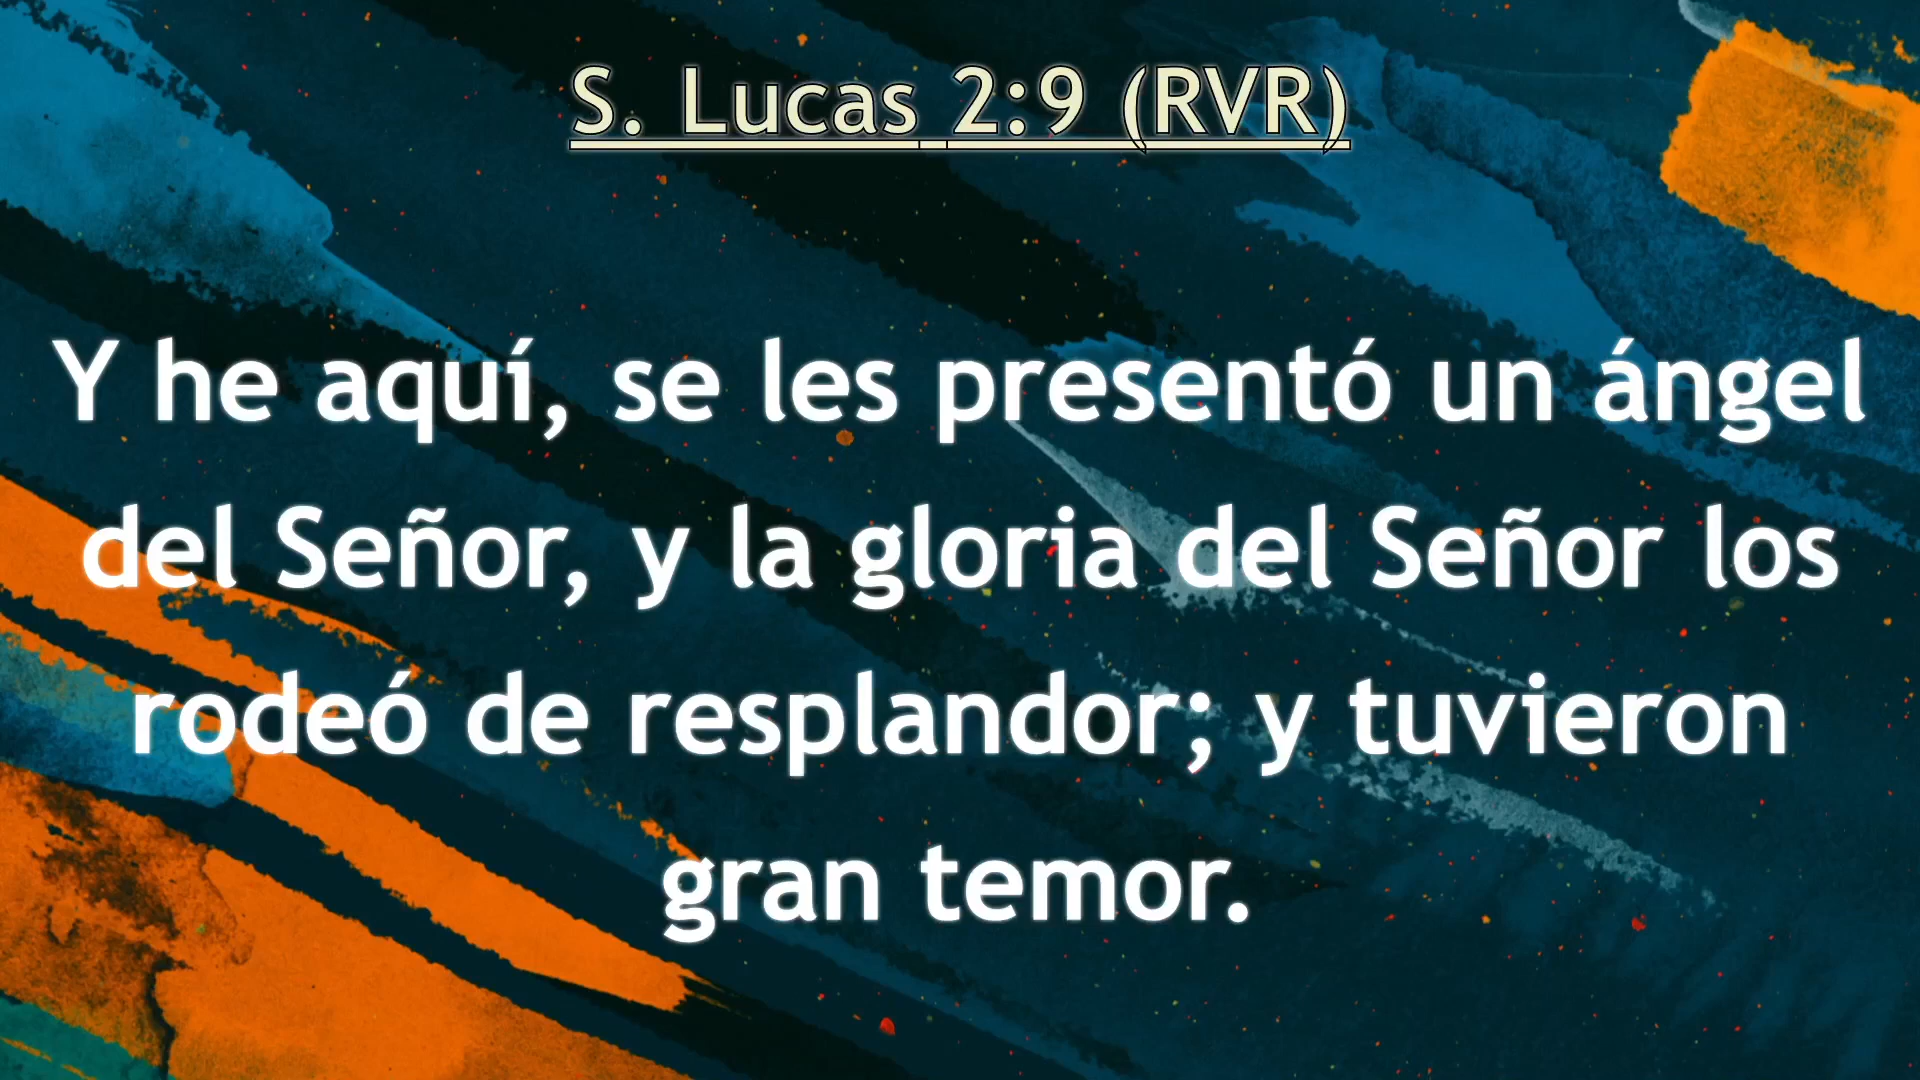 S. Lucas 2:9 (RVR)
Y he aquí, se les presentó un ángel
del Señor, y la gloria del Señor los
rodeó de resplandor; y tuvieron
gran temor.